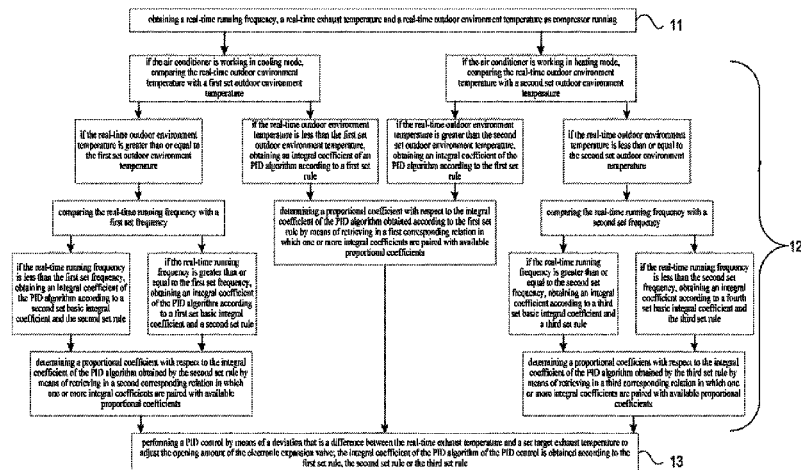 obtaining a real-time running frequency, a real-time exhaust temperature and a real-time outdoor environment temperature as compressor running
11
if the air conditioner is working in cooling mode,
comparing the real-time outdoor environment
temperature with a first set outdoor environment
temperature
if the air conditioner is working in heating mode,
comparing the real-time outdoor environment
temperature with a second set outdoor environment
temperature
if the real-time outdoor environment
temperature is greater than or equal to
the first set outdoor environment
temperature
if the real-time outdoor environment
temperature is less than the first set
outdoor environment temperature,
obtaining an integral coefficient of an
PID algorithm according to a first set
rule
if the real-time outdoor environment
temperature is greater than the second
set outdoor environment temperature,
obtaining an integral coefficient of the
PID algorithm according to the first set
rule
if the real-time outdoor environment
temperature is less than or equal to
the second set outdoor environment
temperature
comparing the real-time running frequency with a
first set frequency
determining a proportional coefficient with respect to the integral
coefficient of the PID algorithm obtained according to the first set
rule by means of retrieving in a first corresponding relation in
which one or more integral coefficients are paired with available
proportional coefficients
comparing the real-time running frequency with a
second set frequency
12
if the real-time running frequency
is less than the first set frequency,
obtaining an integral coefficient of
the PID algorithm according to a
second set basic integral
coefficient and the second set rule
if the real-time running
frequency is greater than or
equal to the first set frequency,
obtaining an integral coefficient
of the PID algorithm according
to a first set basic integral
coefficient and a second set rule
if the real-time running
frequency is greater than or
equal to the second set
frequency, obtaining an integral
coefficient according to a third
set basic integral coefficient and
a third set rule
if the real-time running frequency
is less than the second set
frequency, obtaining an integral
coefficient according to a fourth
set basic integral coefficient and
the third set rule
determining a proportional coefficient with respect to the integral
coefficient of the PID algorithm obtained by the second set rule by
means of retrieving in a second corresponding relation in which
one or more integral coefficients are paired with available
proportional coefficients
determining a proportional coefficient with respect to the integral
coefficient of the PID algorithm obtained by the third set rule by
means of retrieving in a third corresponding relation in which
one or more integral coefficients are paired with available
proportional coefficients
performing a PID control by means of a deviation that is a difference between the real-time exhaust temperature and a set target exhaust temperature to
adjust the opening amount of the electronic expansion valve; the integral coefficient of the PID algorithm of the PID control is obtained according to
the first set rule, the second set rule or the third set rule
13